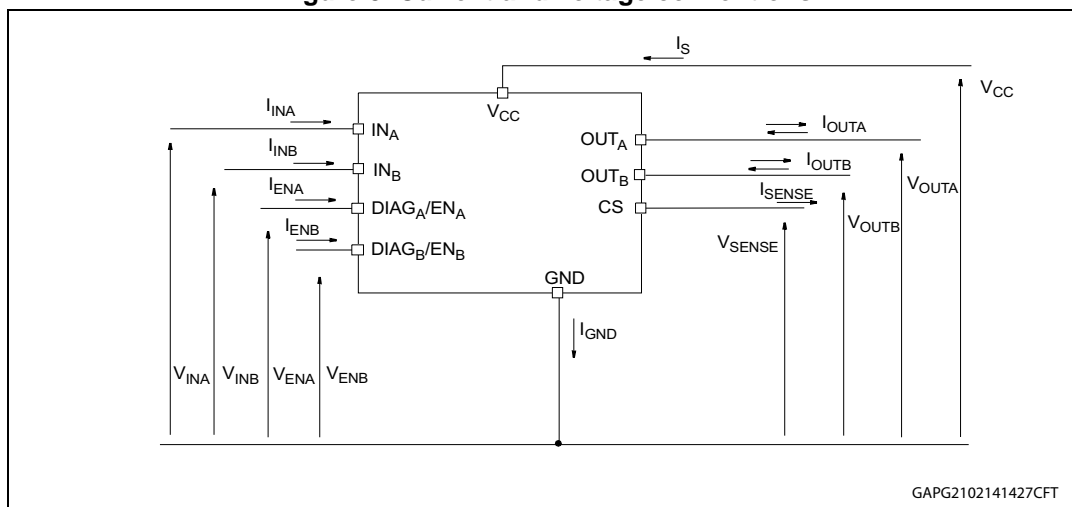 I_S
V_CC
V_CC
I_INA
IN_A
OUT_A
I_OUTA
I_INB
IN_B
OUT_B
I_OUTB
I_ENA
DIAG_A/EN_A
CS
I_SENSE
V_OUTA
I_ENB
DIAG_B/EN_B
V_SENSE
V_OUTB
GND
I_GND
V_INA
V_INB
V_ENA
V_ENB
GAPG2102141427CFT